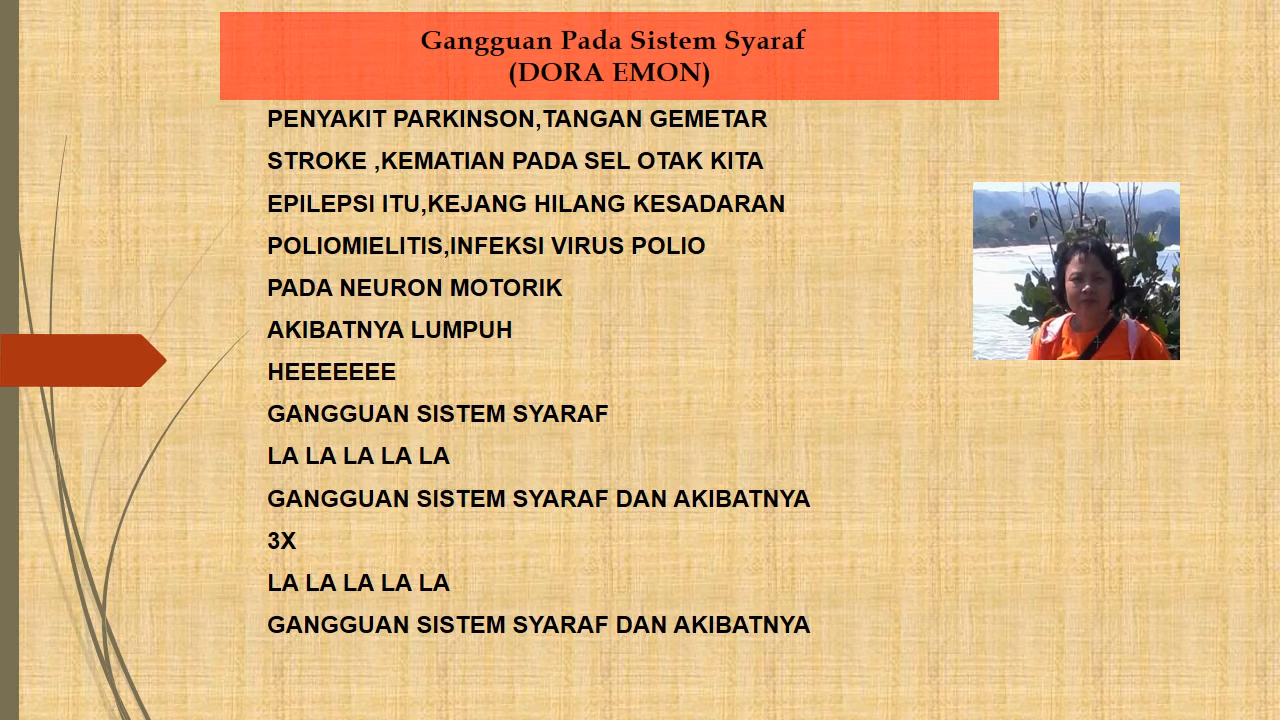 Gangguan Pada Sistem Syaraf
(DORA EMON)
PENYAKIT PARKINSON,TANGAN GEMETAR
STROKE ,KEMATIAN PADA SEL OTAK KITA
EPILEPSI ITU,KEJANG HILANG KESADARAN
POLIOMIELITIS,INFEKSI VIRUS POLIO
PADA NEURON MOTORIK
AKIBATNYA LUMPUH
HEEEEEEE
GANGGUAN SISTEM SYARAF
LA LA LA LA LA
GANGGUAN SISTEM SYARAF DAN AKIBATNYA
3X
LA LA LA LA LA
GANGGUAN SISTEM SYARAF DAN AKIBATNYA